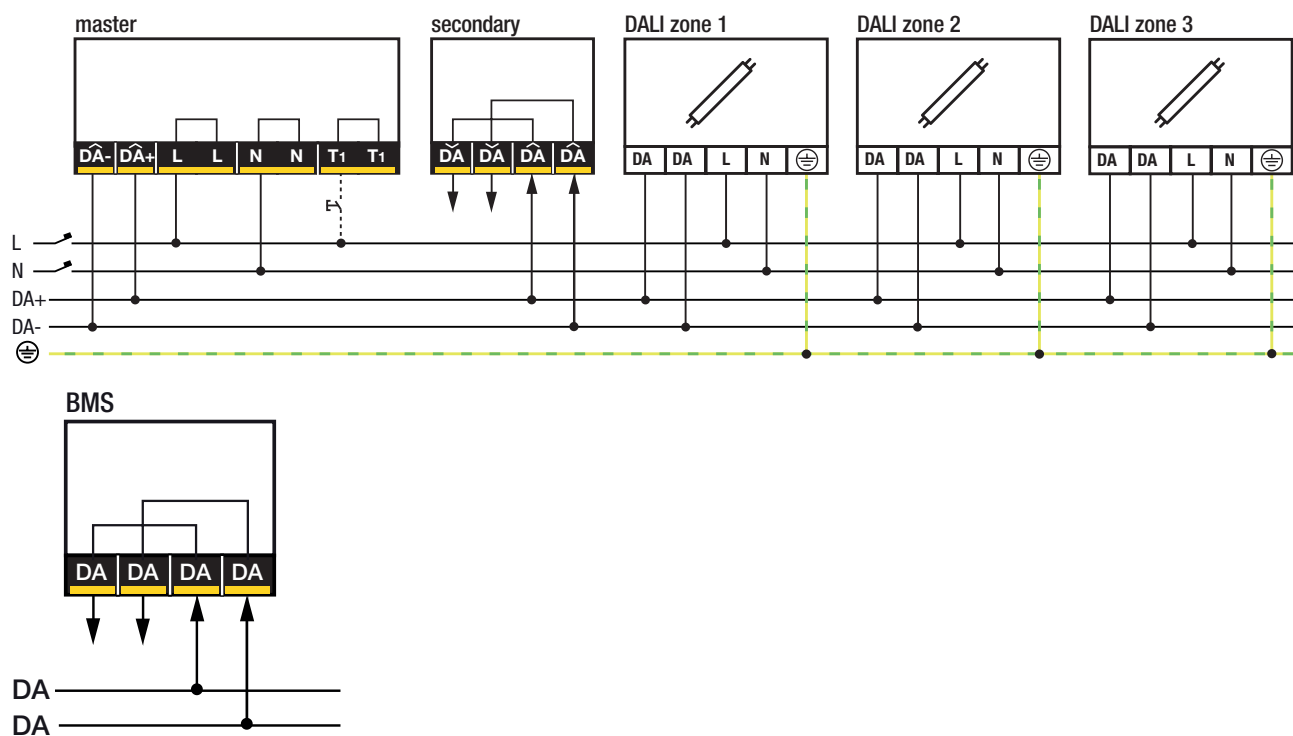 master secondary DALI zone 1 DALI zone 2 DALI zone 3
DA- DA+ L L N N T1 T1 DA DA DA DA DA DA L N DA DA L N DA DA L N
L
N
DA+
DA-
BMS
DA DA DA DA
DA
DA